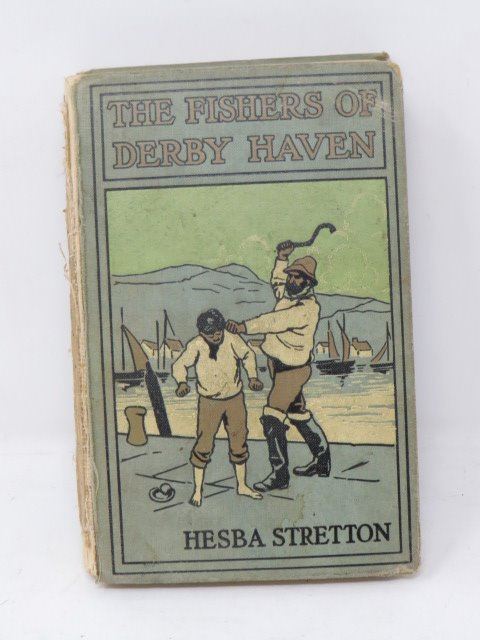 THE FISHERS OF
DERBY HAVEN
HESBA STRETTON